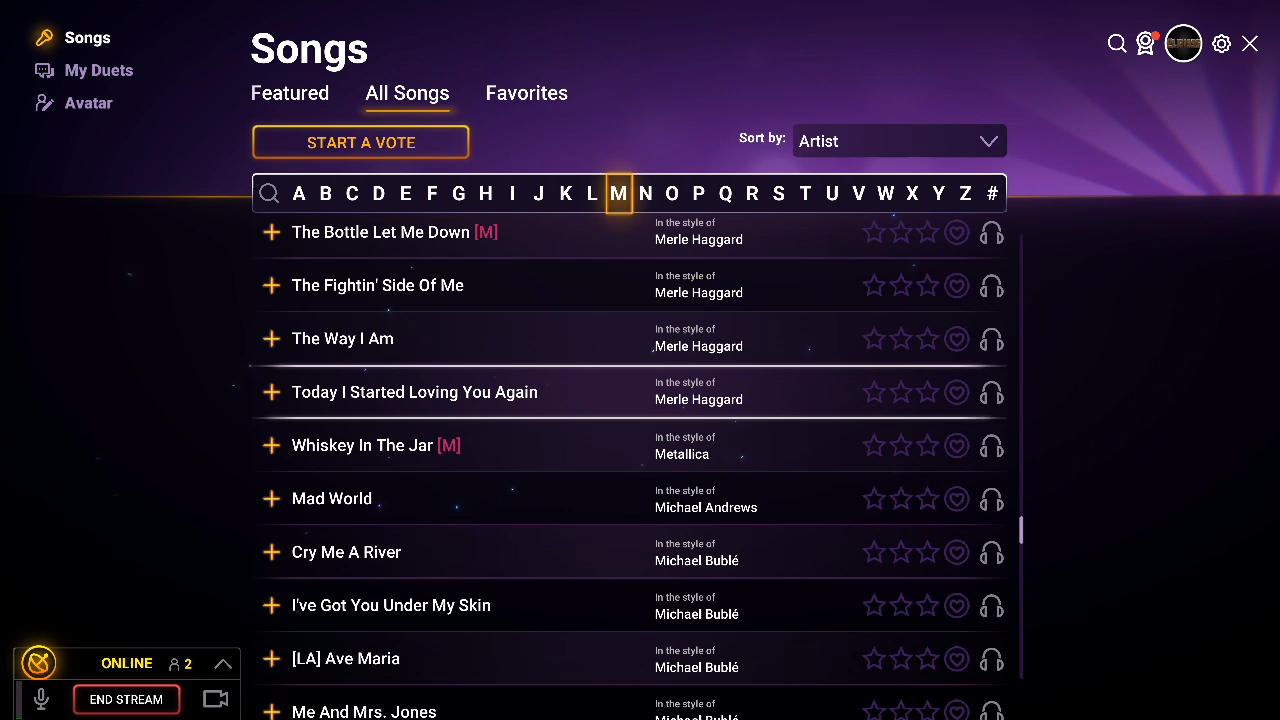 Songs
My Duets
Avatar
Songs
Featured All Songs Favorites
START A VOTE
Sort by: Artist
A B C D E F G H I J K L M N O P Q R S T U V W X Y Z #
The Bottle Let Me Down [M] In the style of Merle Haggard
The Fightin' Side Of Me In the style of Merle Haggard
The Way I Am In the style of Merle Haggard
Today I Started Loving You Again In the style of Merle Haggard
Whiskey In The Jar [M] In the style of Metallica
Mad World In the style of Michael Andrews
Cry Me A River In the style of Michael Bublé
I've Got You Under My Skin In the style of Michael Bublé
[LA] Ave Maria In the style of Michael Bublé
Me And Mrs. Jones In the style of Michael Bublé
ONLINE 2
END STREAM